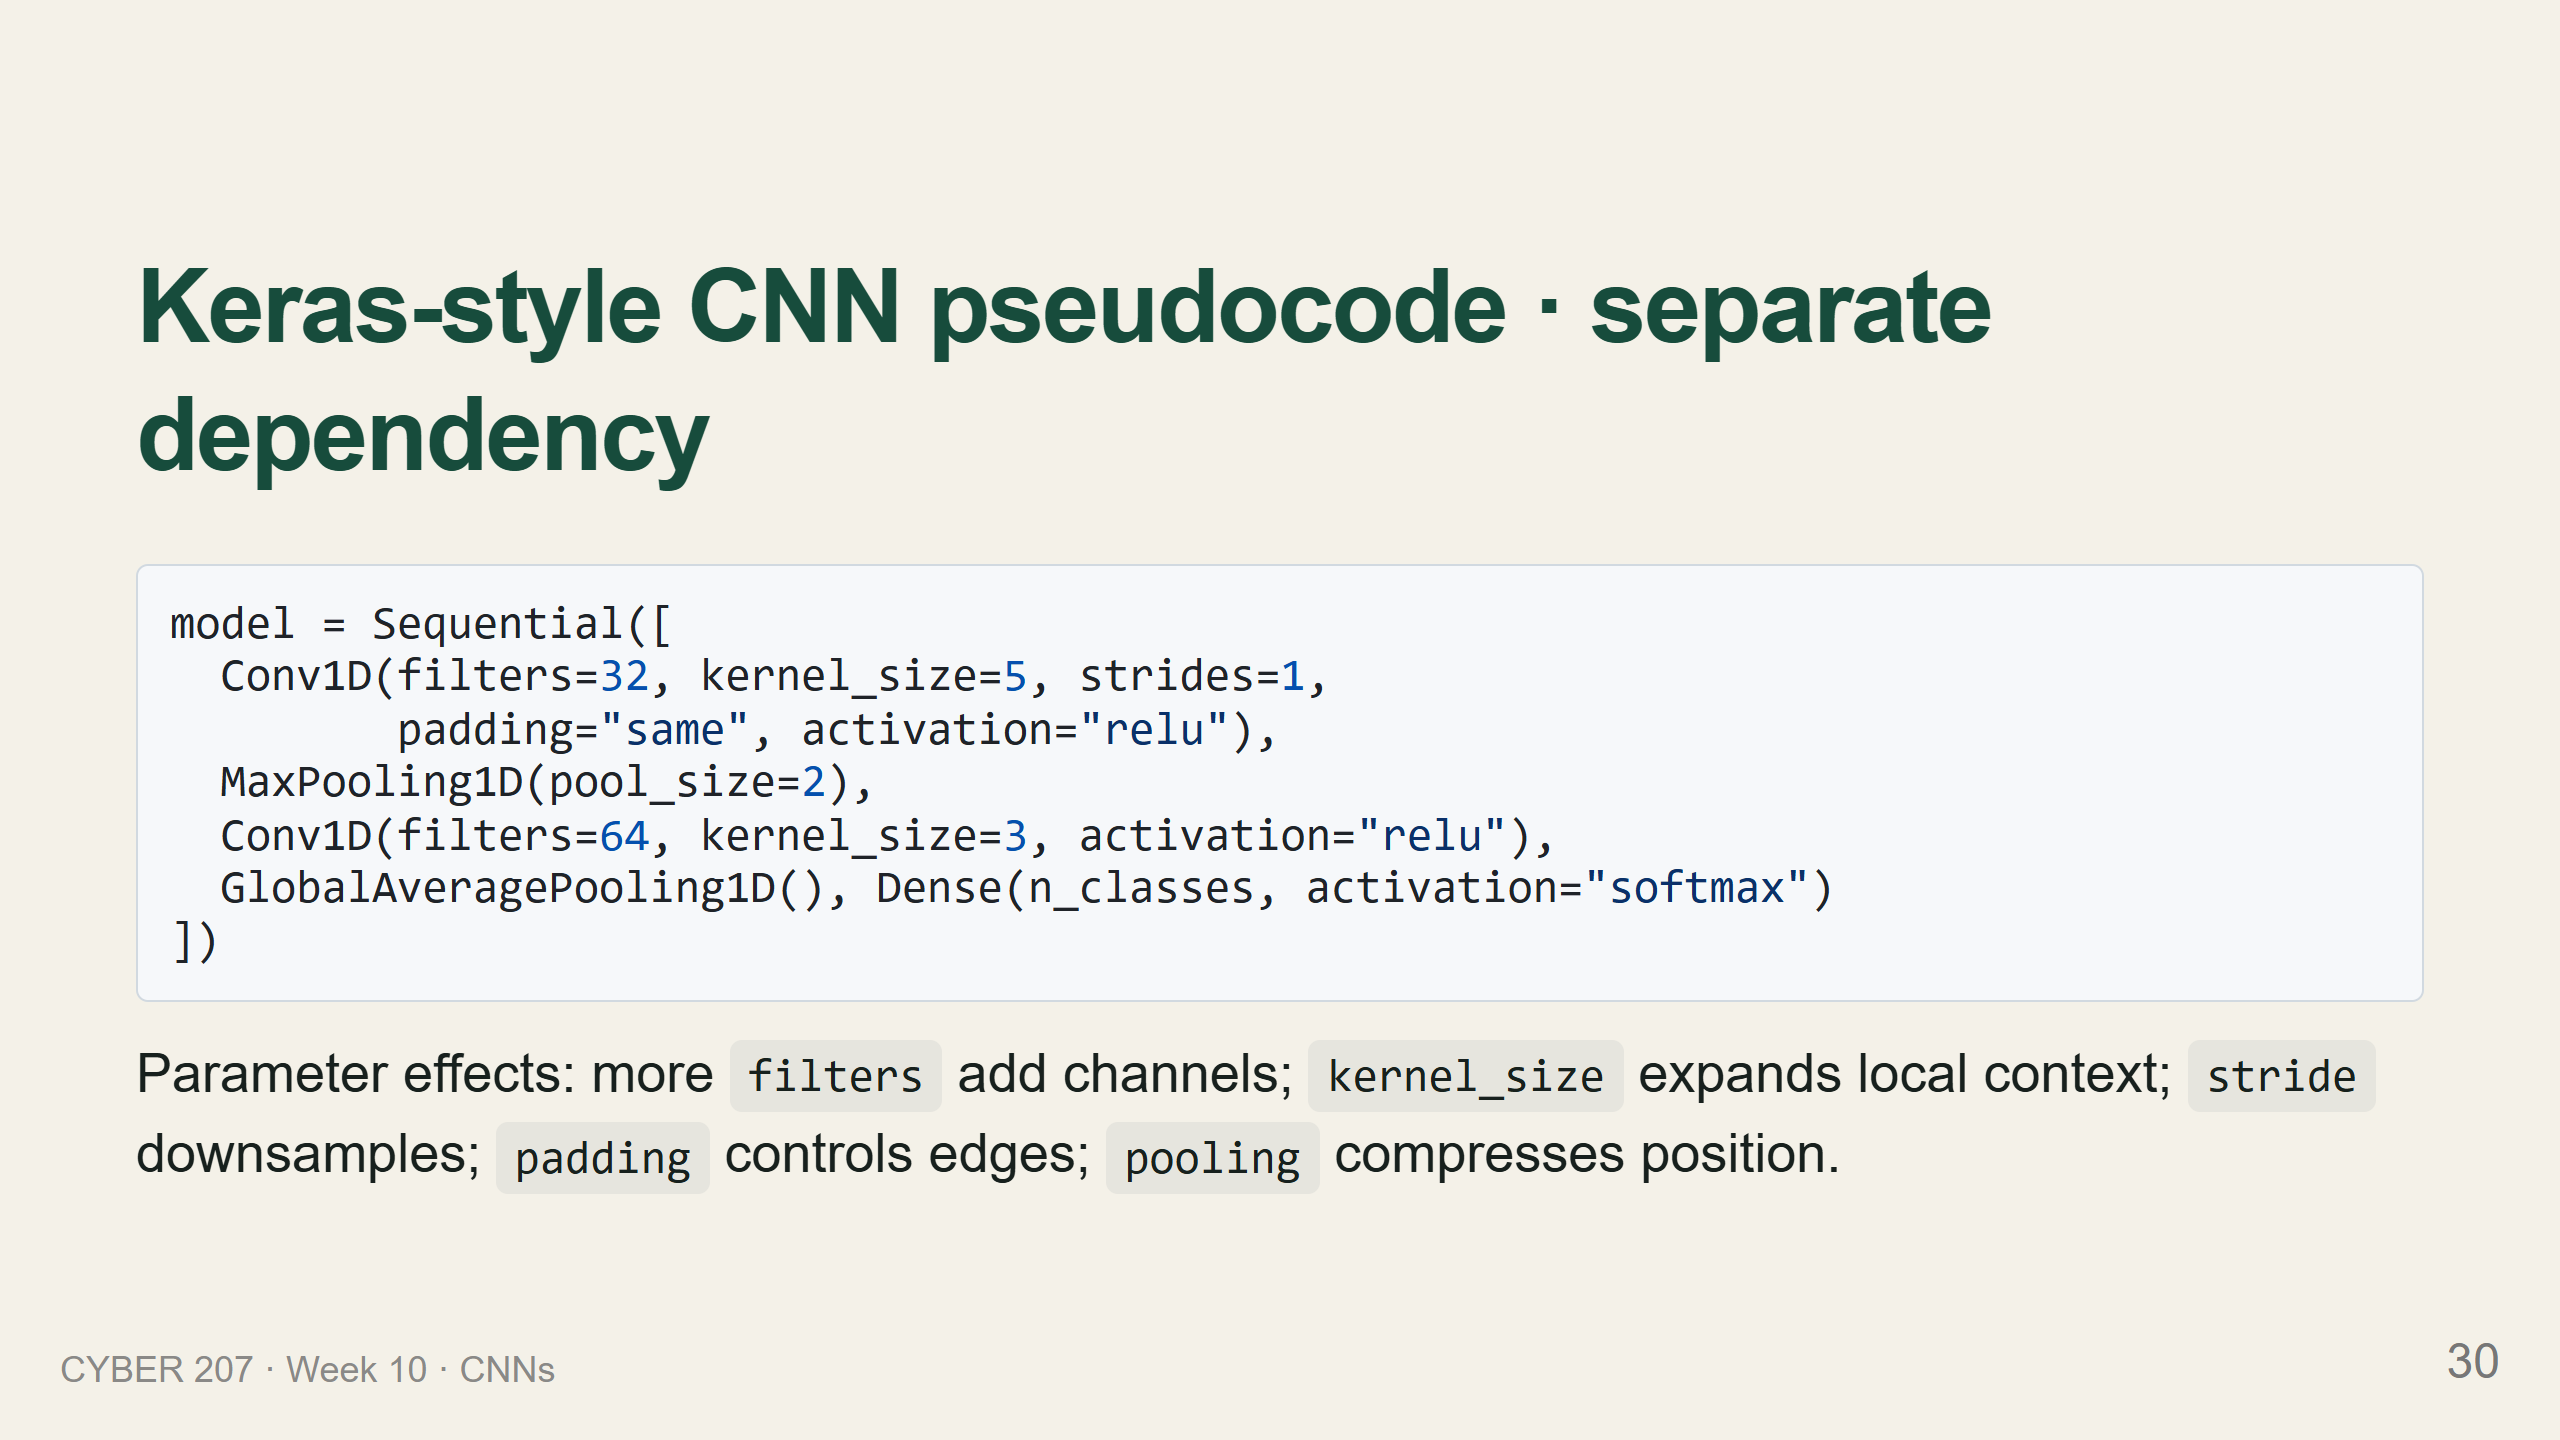 Keras-style CNN pseudocode · separate
dependency
model = Sequential([
  Conv1D(filters=32, kernel_size=5, strides=1,
         padding="same", activation="relu"),
  MaxPooling1D(pool_size=2),
  Conv1D(filters=64, kernel_size=3, activation="relu"),
  GlobalAveragePooling1D(), Dense(n_classes, activation="softmax")
])
Parameter effects: more filters add channels; kernel_size expands local context; stride
downsamples; padding controls edges; pooling compresses position.
CYBER 207 · Week 10 · CNNs
30